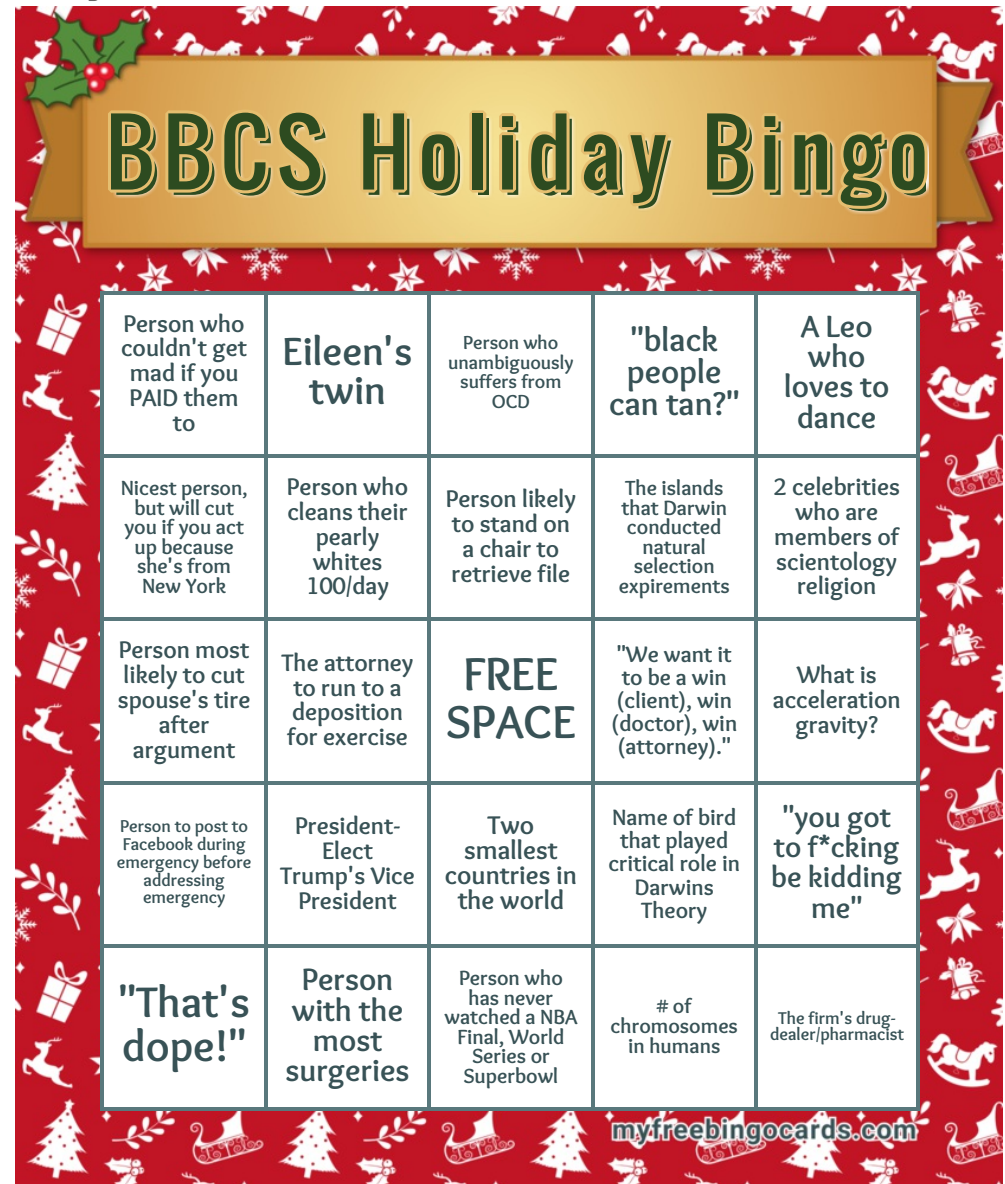 BBCS Holiday Bingo
Person who
couldn't get
mad if you
PAID them
to
Eileen's
twin
Person who
unambiguously
suffers from
OCD
"black
people
can tan?"
A Leo
who
loves to
dance
Nicest person,
but will cut
you if you act
up because
she's from
New York
Person who
cleans their
pearly
whites
100/day
Person likely
to stand on
a chair to
retrieve file
The islands
that Darwin
conducted
natural
selection
expirements
2 celebrities
who are
members of
scientology
religion
Person most
likely to cut
spouse's tire
after
argument
The attorney
to run to a
deposition
for exercise
FREE
SPACE
"We want it
to be a win
(client), win
(doctor), win
(attorney)."
What is
acceleration
gravity?
Person to post to
Facebook during
emergency before
addressing
emergency
President-
Elect
Trump's Vice
President
Two
smallest
countries in
the world
Name of bird
that played
critical role in
Darwins
Theory
"you got
to f*cking
be kidding
me"
"That's
dope!"
Person
with the
most
surgeries
Person who
has never
watched a NBA
Final, World
Series or
Superbowl
# of
chromosomes
in humans
The firm's drug-
dealer/pharmacist
myfreebingocards.com